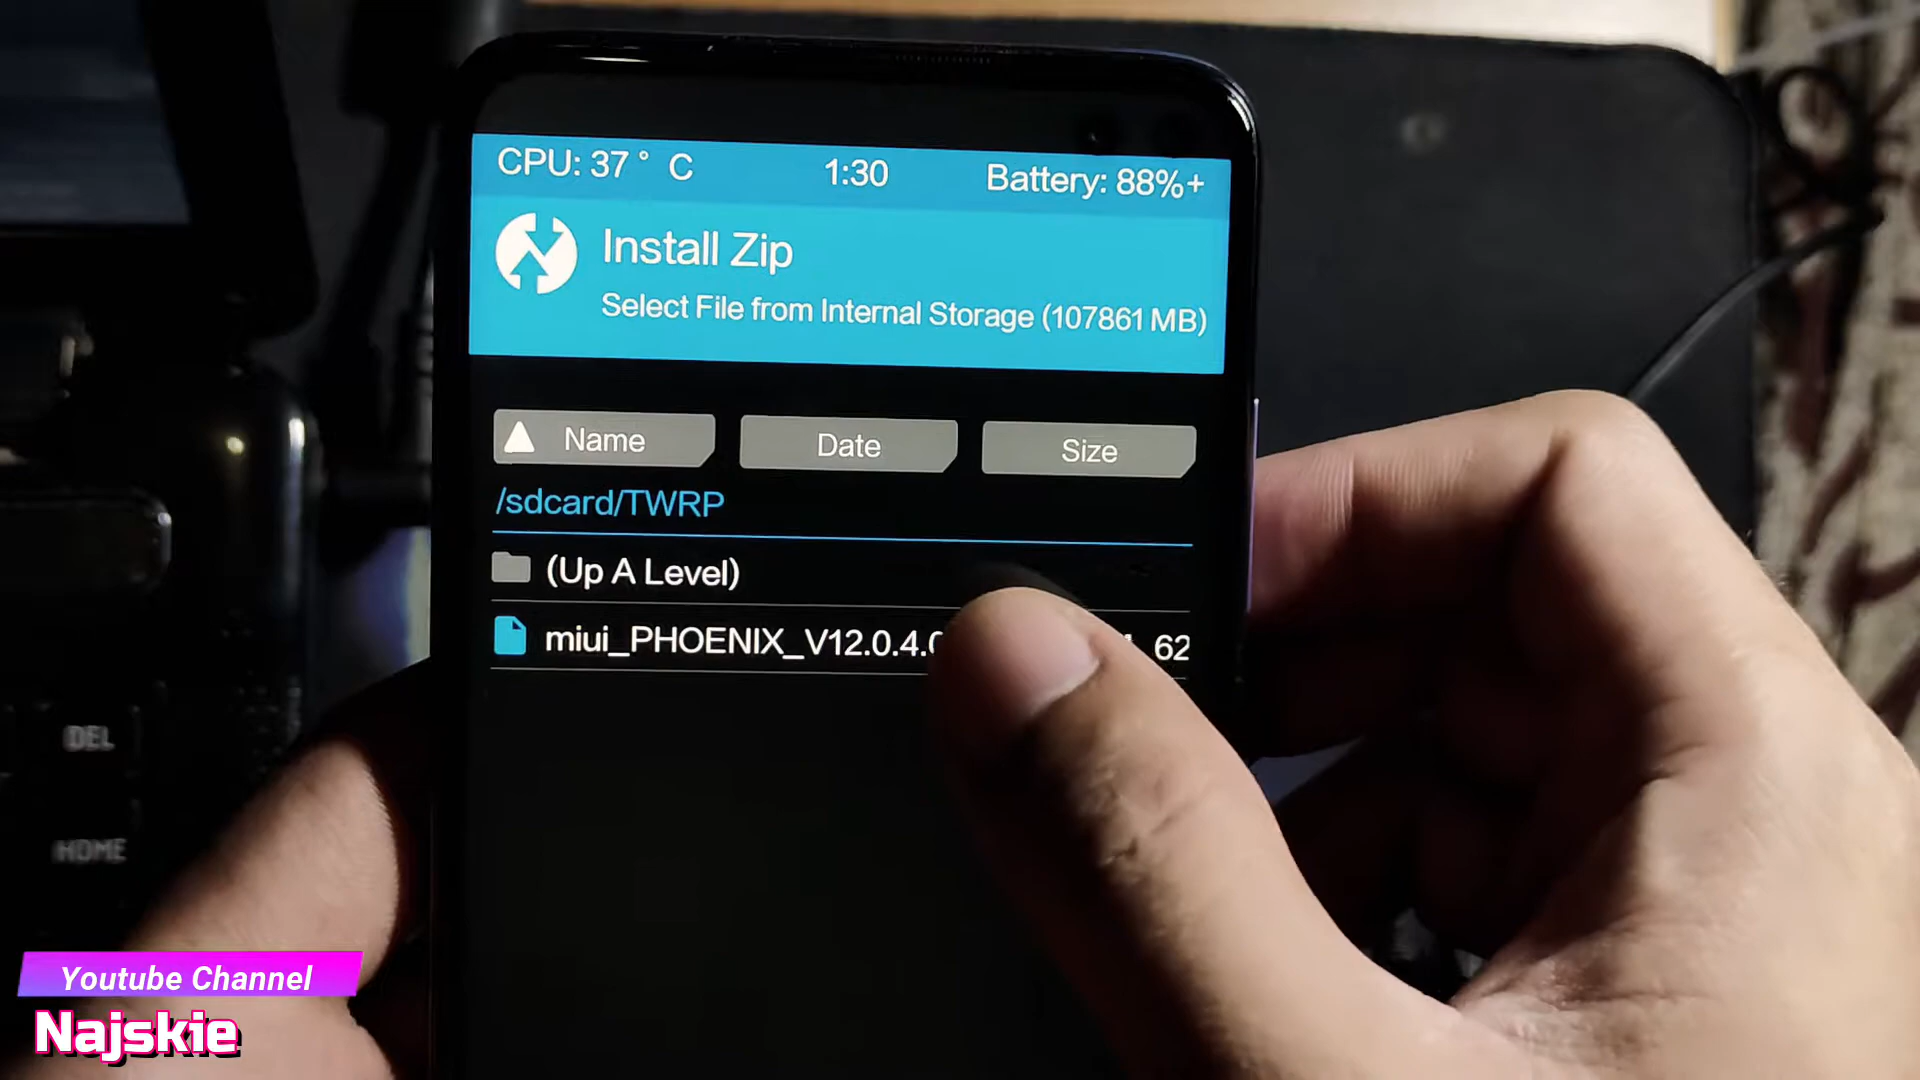 CPU: 37° C 1:30 Battery: 88%+
Install Zip
Select File from Internal Storage (107861 MB)
Name Date Size
/sdcard/TWRP
(Up A Level)
miui_PHOENIX_V12.0.4.0 62
DEL
HOME
Youtube Channel
Najskie